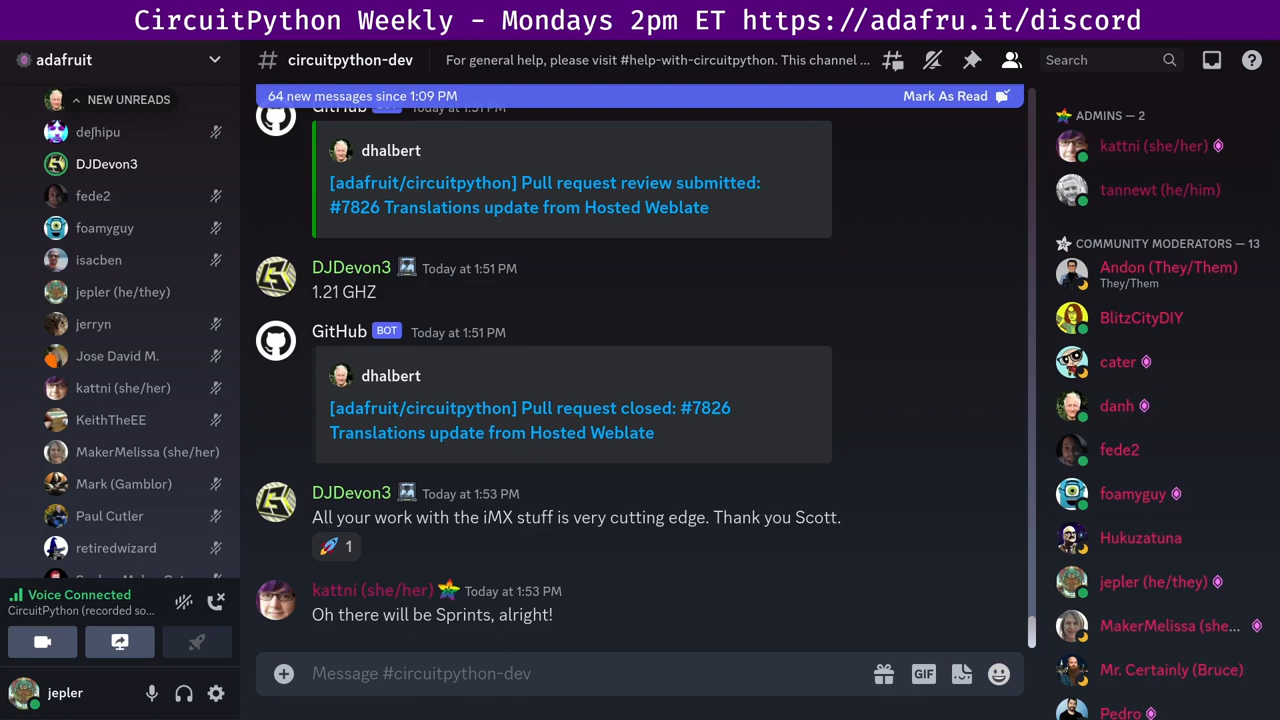 CircuitPython Weekly - Mondays 2pm ET https://adafru.it/discord
adafruit
NEW UNREADS
deʃhipu
DJDevon3
fede2
foamyguy
isacben
jepler (he/they)
jerryn
Jose David M.
kattni (she/her)
KeithTheEE
MakerMelissa (she/her)
Mark (Gamblor)
Paul Cutler
retiredwizard
Voice Connected
CircuitPython (recorded so...
jepler
# circuitpython-dev
For general help, please visit #help-with-circuitpython. This channel ...
Search
64 new messages since 1:09 PM
Mark As Read
GitHub BOT Today at 1:51 PM
dhalbert
[adafruit/circuitpython] Pull request review submitted:
#7826 Translations update from Hosted Weblate
DJDevon3 Today at 1:51 PM
1.21 GHZ
GitHub BOT Today at 1:51 PM
dhalbert
[adafruit/circuitpython] Pull request closed: #7826
Translations update from Hosted Weblate
DJDevon3 Today at 1:53 PM
All your work with the iMX stuff is very cutting edge. Thank you Scott.
1
kattni (she/her) Today at 1:53 PM
Oh there will be Sprints, alright!
Message #circuitpython-dev
GIF
ADMINS — 2
kattni (she/her)
tannewt (he/him)
COMMUNITY MODERATORS — 13
Andon (They/Them)
They/Them
BlitzCityDIY
cater
danh
fede2
foamyguy
Hukuzatuna
jepler (he/they)
MakerMelissa (she...
Mr. Certainly (Bruce)
Pedro